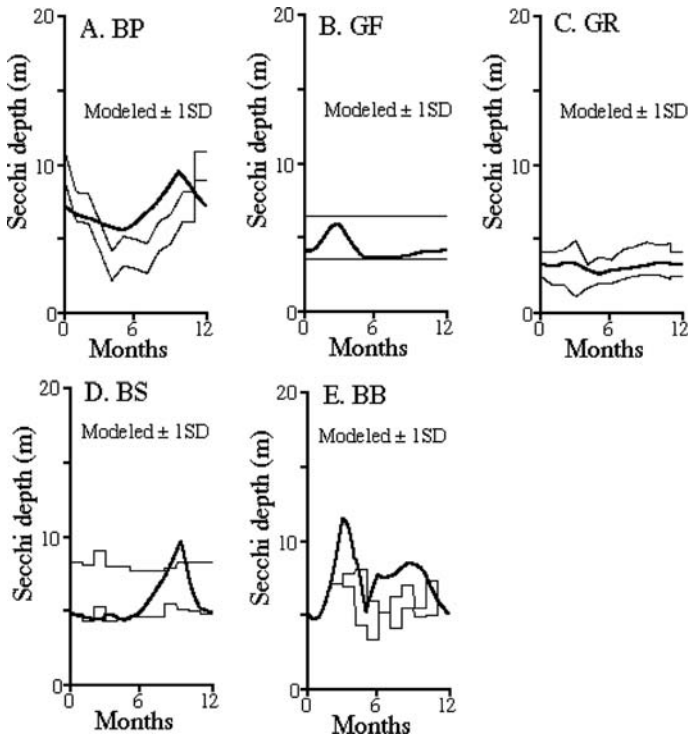 A. BP
Secchi depth (m)
Modeled ± 1SD
20
10
0
0 6 12
Months
B. GF
Secchi depth (m)
Modeled ± 1SD
20
10
0
0 6 12
Months
C. GR
Secchi depth (m)
Modeled ± 1SD
20
10
0
0 6 12
Months
D. BS
Secchi depth (m)
Modeled ± 1SD
20
10
0
0 6 12
Months
E. BB
Secchi depth (m)
Modeled ± 1SD
20
10
0
0 6 12
Months